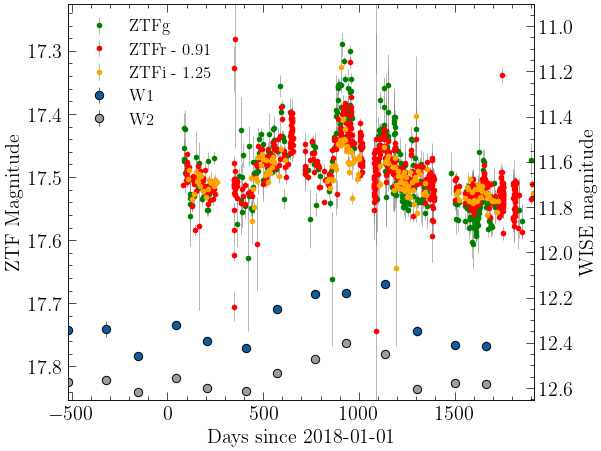 ZTFg
ZTFr - 0.91
ZTFi - 1.25
W1
W2
17.3
17.4
17.5
17.6
17.7
17.8
ZTF Magnitude
11.0
11.2
11.4
11.6
11.8
12.0
12.2
12.4
12.6
WISE magnitude
−500
0
500
1000
1500
Days since 2018-01-01